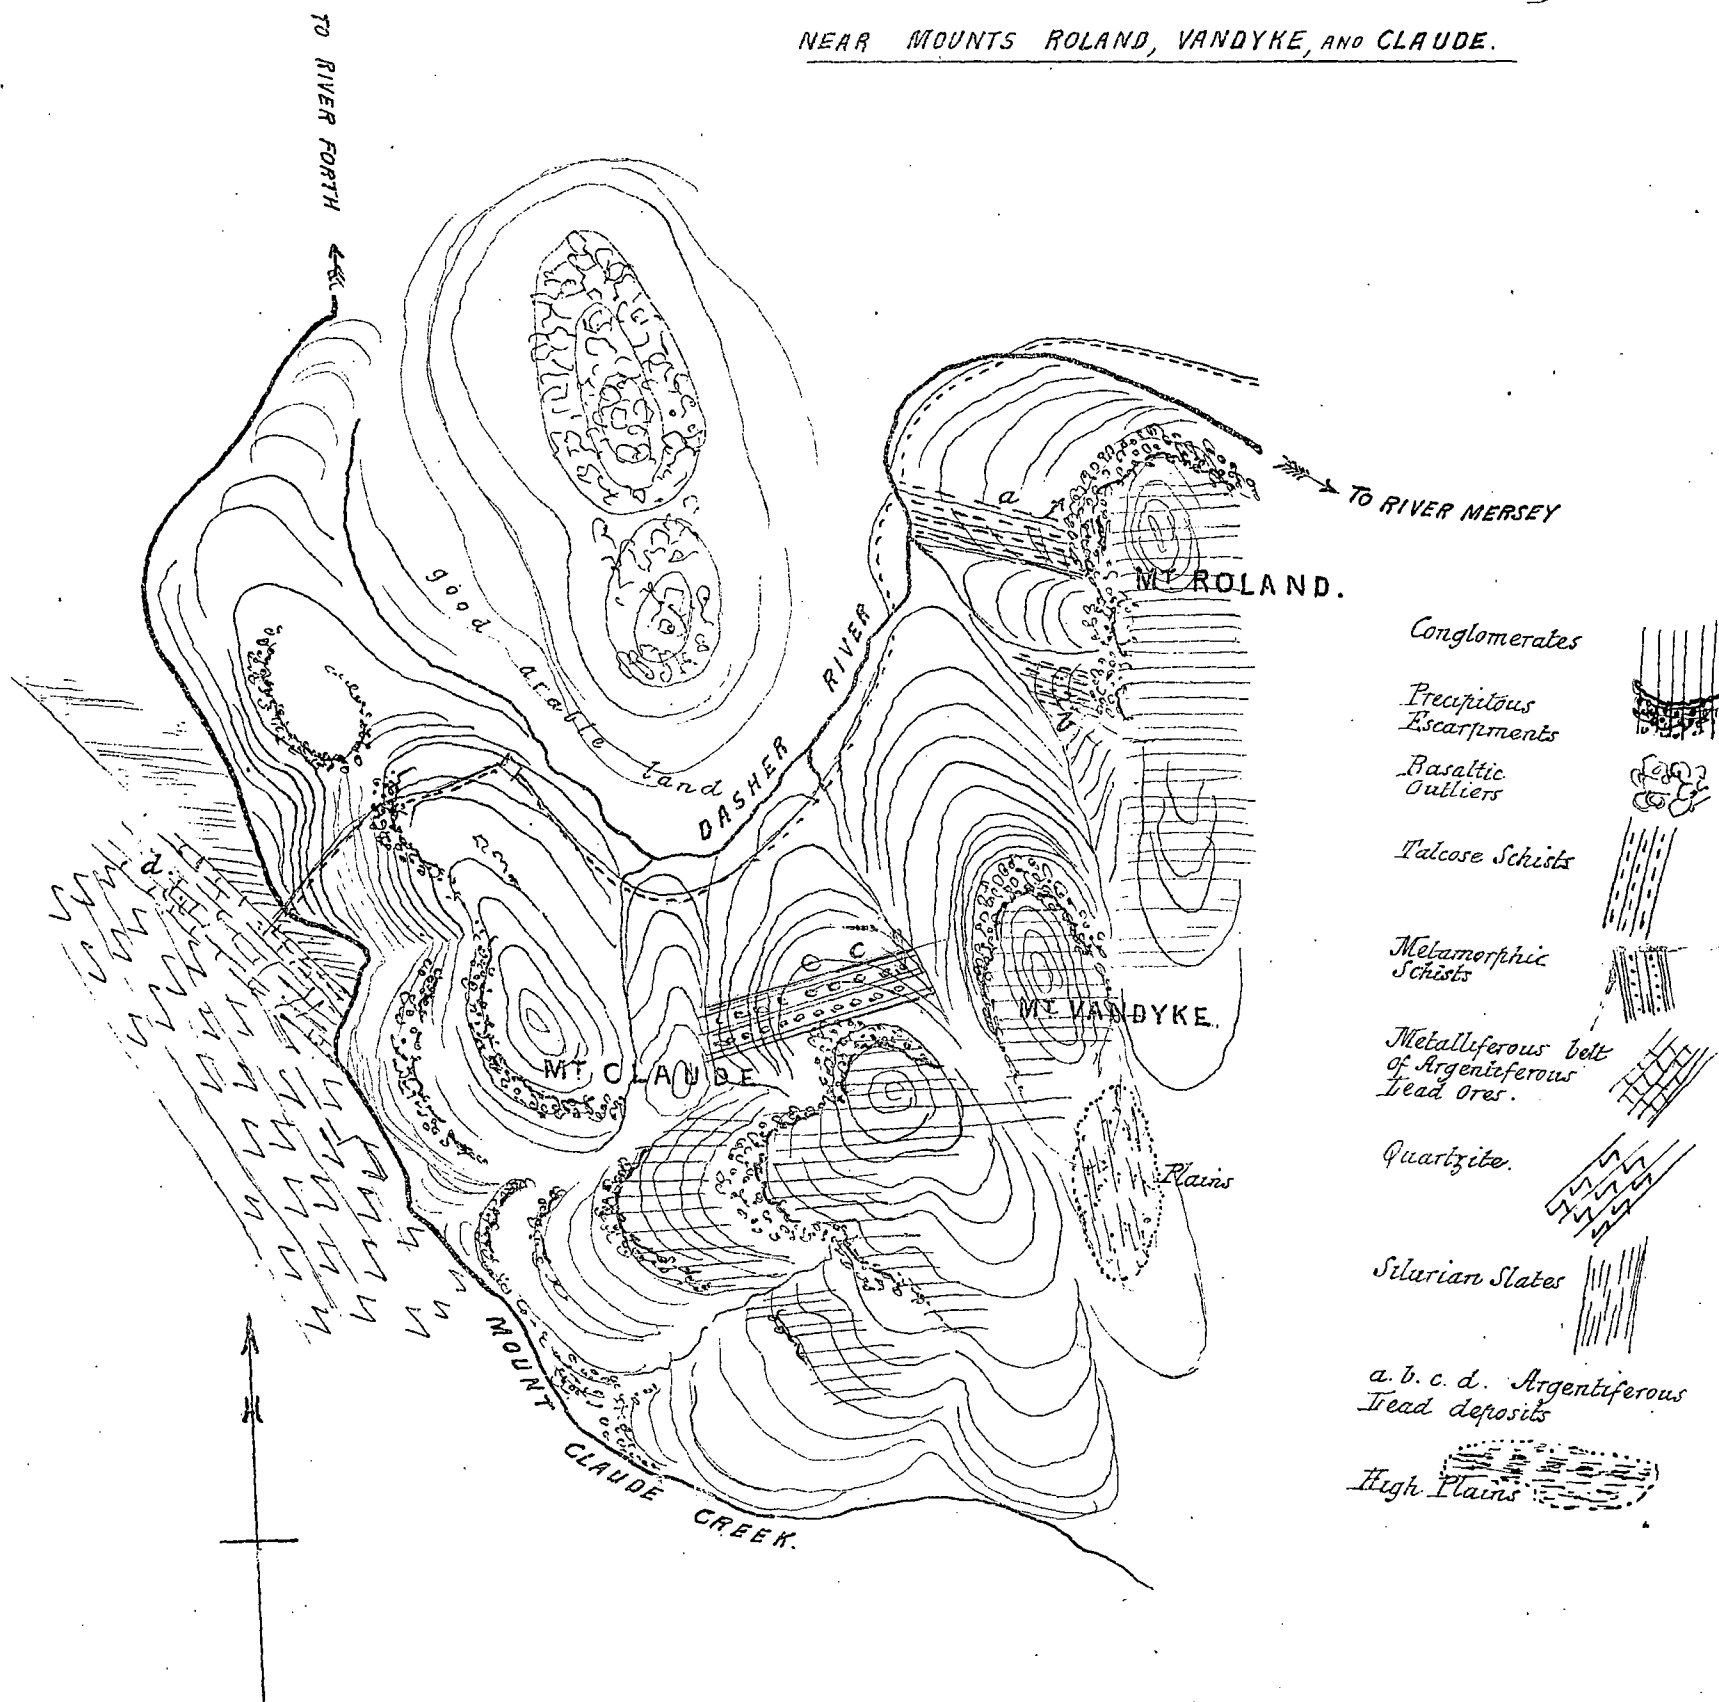 NEAR MOUNTS ROLAND, VANDYKE, AND CLAUDE.
TO RIVER FORTH
TO RIVER MERSEY
a
MT ROLAND.
good arable land
DASHER RIVER
d
c c
MT VANDYKE.
MT CLAUDE
Plains
MOUNT CLAUDE CREEK.
Conglomerates
Precipitous
Escarpments
Basaltic
Outliers
Talcose Schists
Metamorphic
Schists
Metalliferous belt
of Argentiferous
Lead ores.
Quartzite.
Silurian Slates
a. b. c. d. Argentiferous
Lead deposits
High Plains